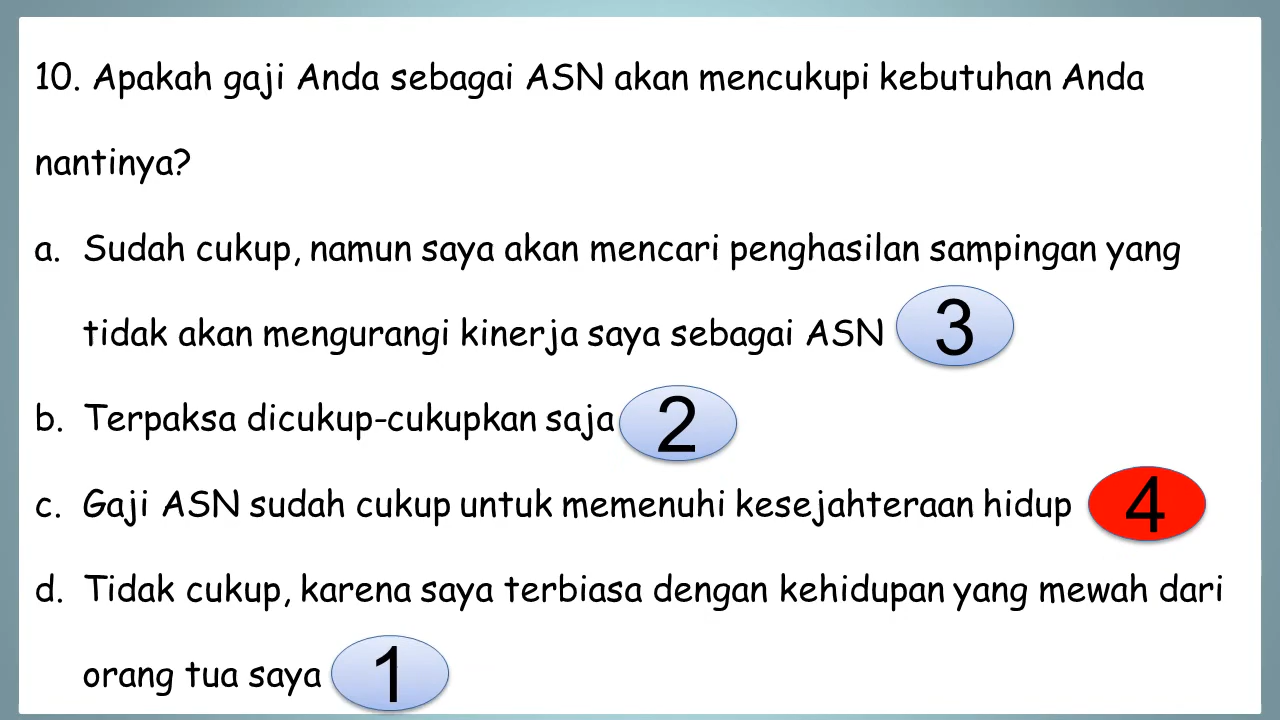 10. Apakah gaji Anda sebagai ASN akan mencukupi kebutuhan Anda
nantinya?
a. Sudah cukup, namun saya akan mencari penghasilan sampingan yang
tidak akan mengurangi kinerja saya sebagai ASN 3
b. Terpaksa dicukup-cukupkan saja 2
c. Gaji ASN sudah cukup untuk memenuhi kesejahteraan hidup 4
d. Tidak cukup, karena saya terbiasa dengan kehidupan yang mewah dari
orang tua saya 1